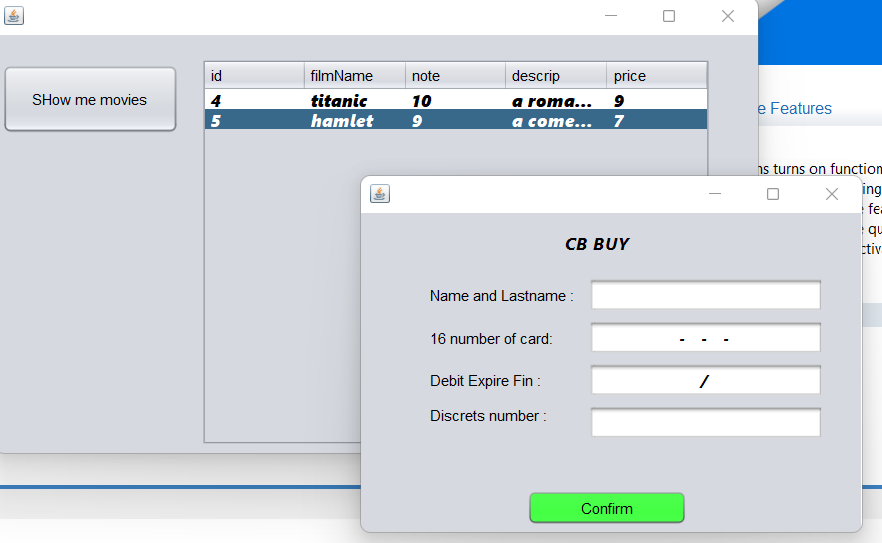 SHow me movies
id filmName note descrip price
4 titanic 10 a roma... 9
5 hamlet 9 a come... 7
e Features
ns turns on function
ing
e fea
e qu
ctiv
CB BUY
Name and Lastname :
16 number of card: - - -
Debit Expire Fin : /
Discrets number :
Confirm